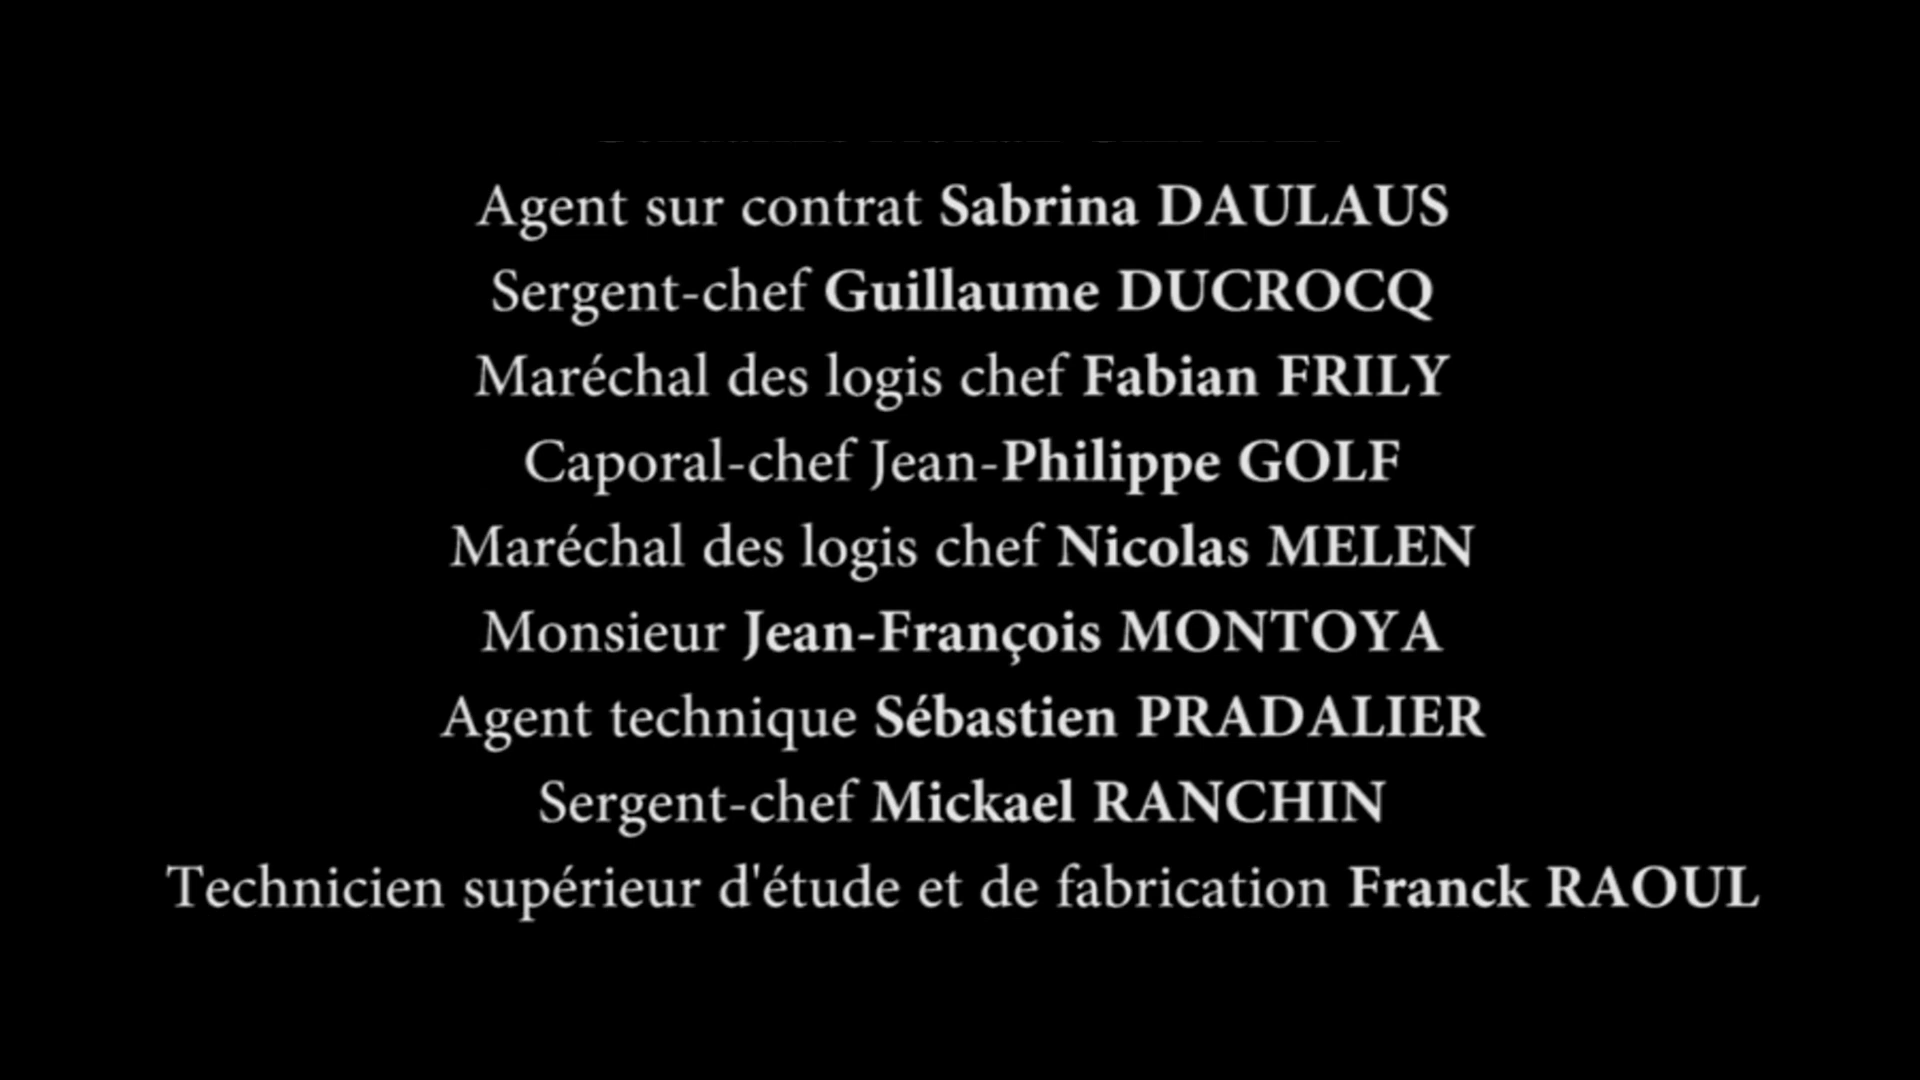 Agent sur contrat Sabrina DAULAUS
Sergent-chef Guillaume DUCROCQ
Maréchal des logis chef Fabian FRILY
Caporal-chef Jean-Philippe GOLF
Maréchal des logis chef Nicolas MELEN
Monsieur Jean-François MONTOYA
Agent technique Sébastien PRADALIER
Sergent-chef Mickael RANCHIN
Technicien supérieur d'étude et de fabrication Franck RAOUL